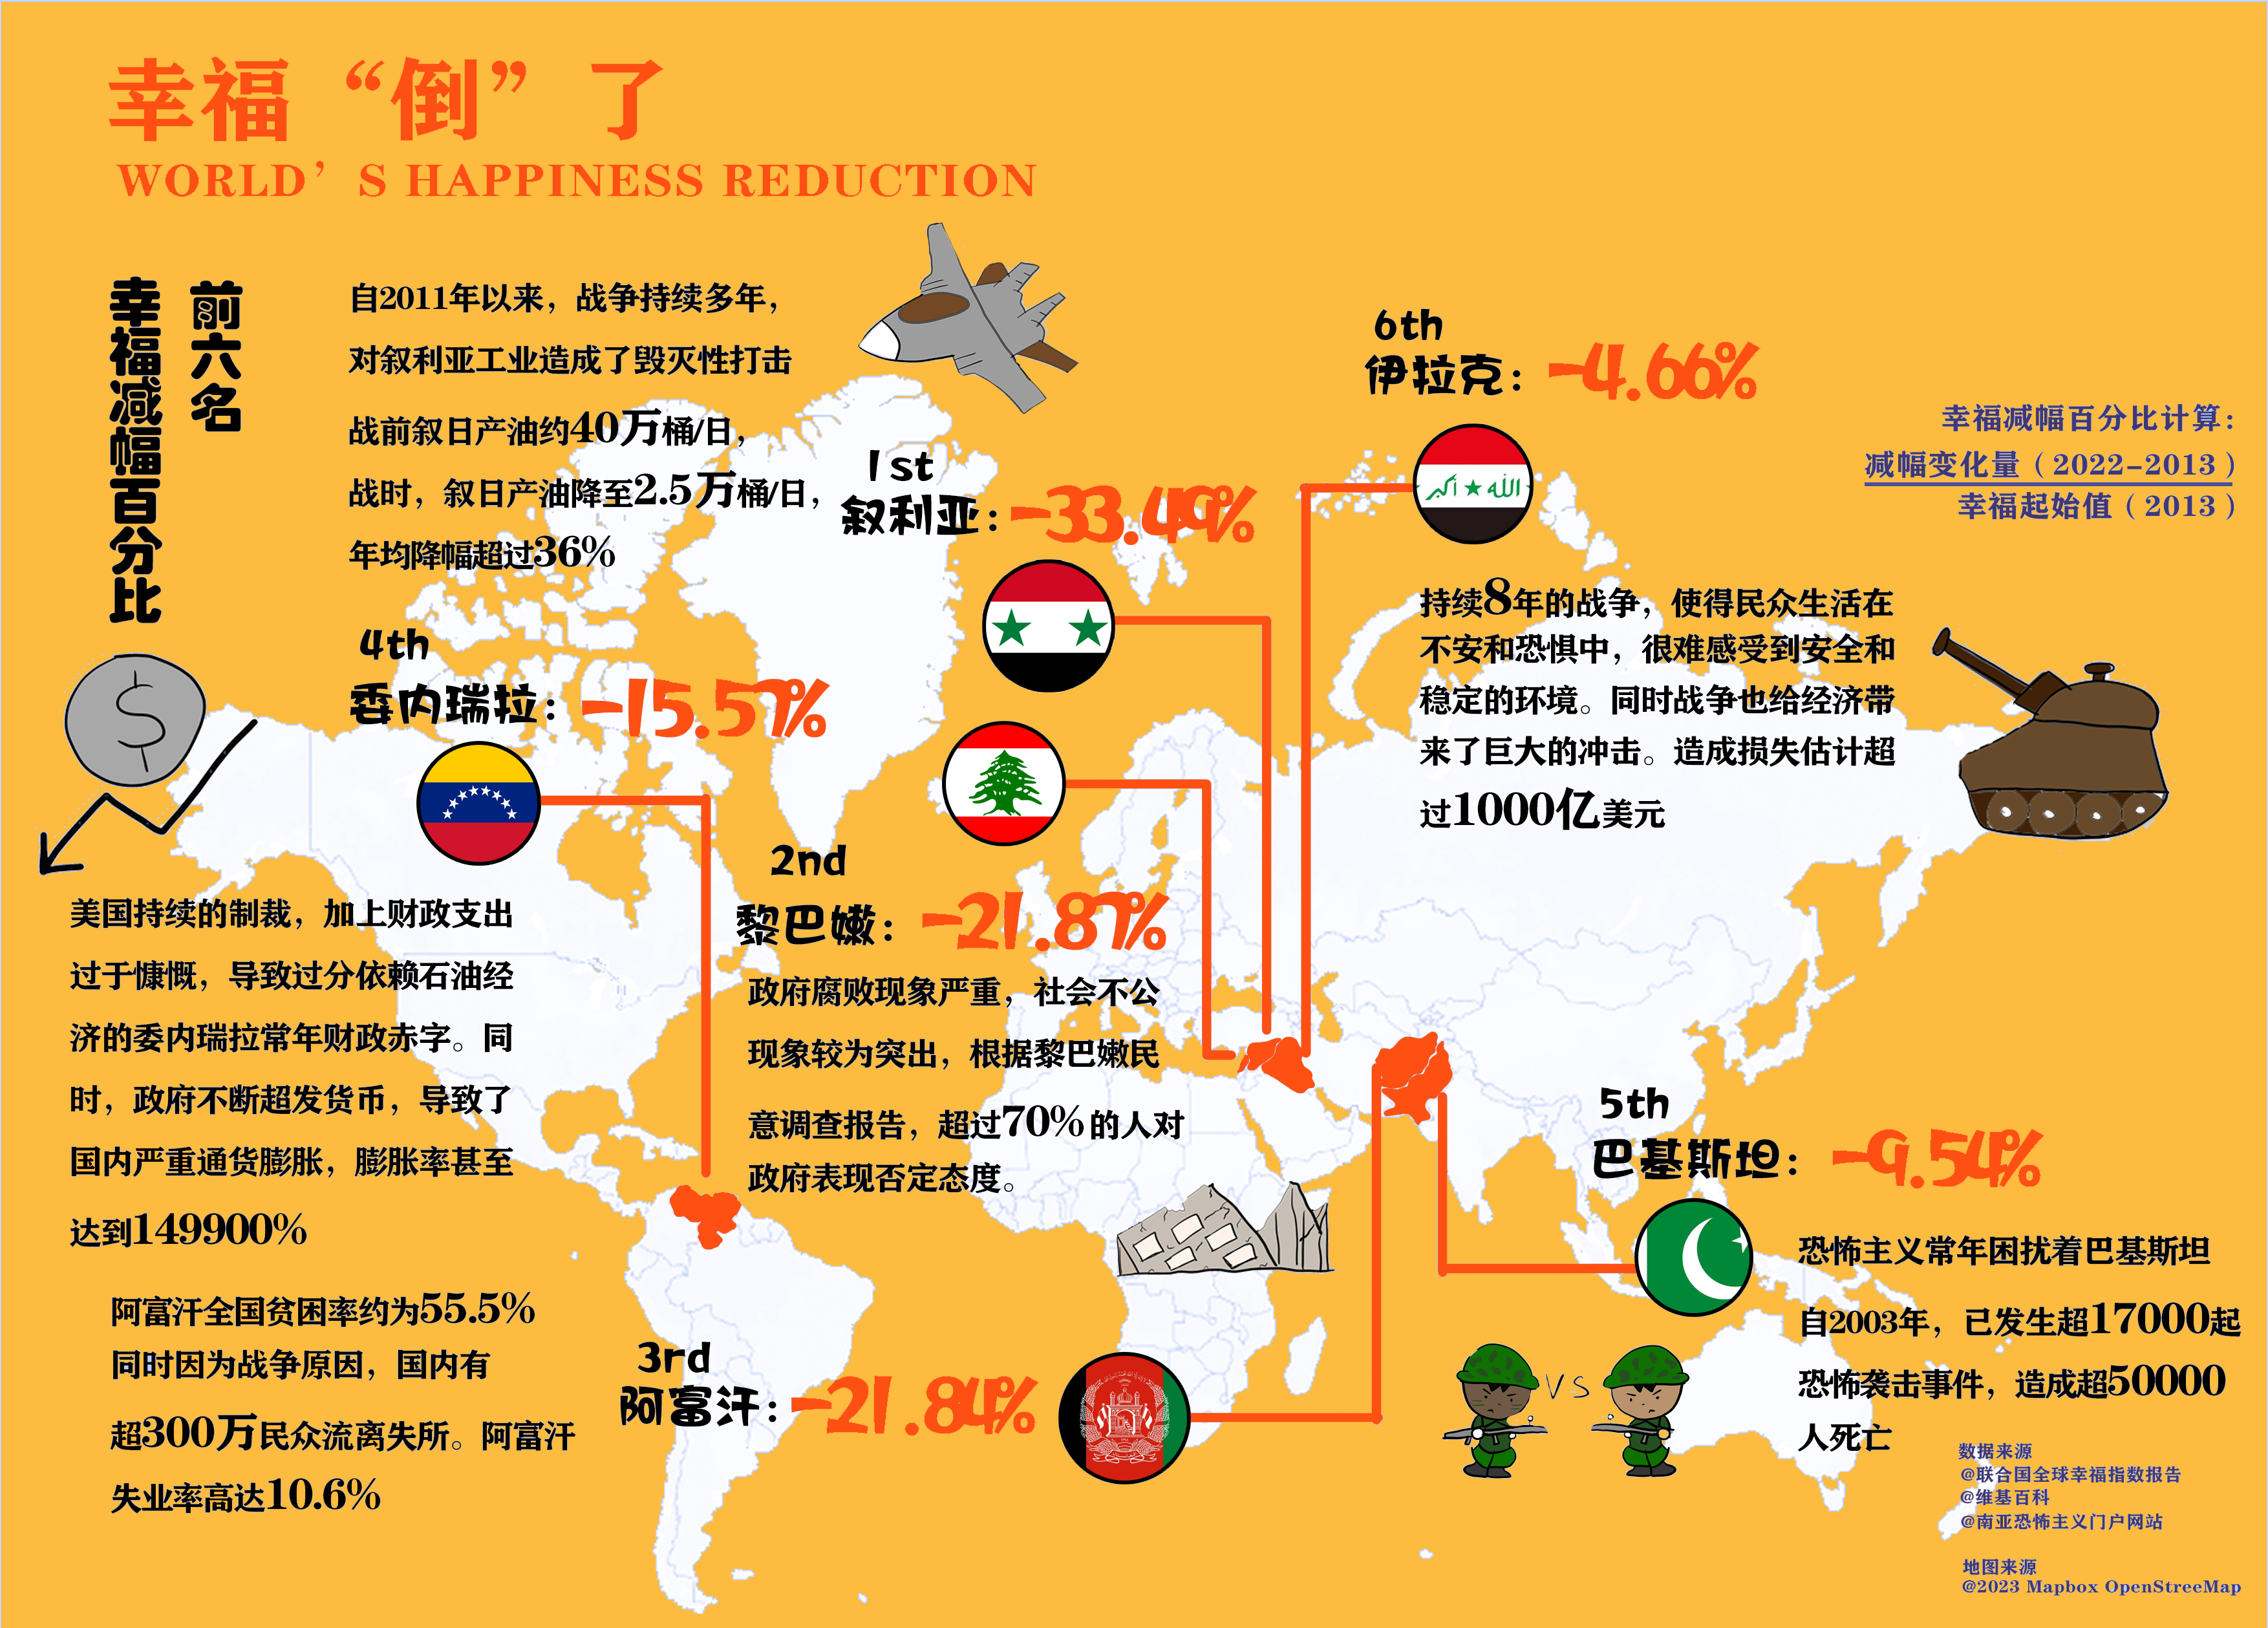 幸福“倒”了
WORLD’S HAPPINESS REDUCTION
前六名
幸福减幅百分比
自2011年以来，战争持续多年，
对叙利亚工业造成了毁灭性打击
战前叙日产油约40万桶/日，
战时，叙日产油降至2.5万桶/日，
年均降幅超过36%
1st
叙利亚：-33.49%
6th
伊拉克：-4.66%
الله اكبر
幸福减幅百分比计算：
减幅变化量（2022-2013）
幸福起始值（2013）
持续8年的战争，使得民众生活在
不安和恐惧中，很难感受到安全和
稳定的环境。同时战争也给经济带
来了巨大的冲击。造成损失估计超
过1000亿美元
4th
委内瑞拉：-15.57%
$
美国持续的制裁，加上财政支出
过于慷慨，导致过分依赖石油经
济的委内瑞拉常年财政赤字。同
时，政府不断超发货币，导致了
国内严重通货膨胀，膨胀率甚至
达到149900%
2nd
黎巴嫩：-21.87%
政府腐败现象严重，社会不公
现象较为突出，根据黎巴嫩民
意调查报告，超过70%的人对
政府表现否定态度。
5th
巴基斯坦：-9.54%
恐怖主义常年困扰着巴基斯坦
自2003年，已发生超17000起
恐怖袭击事件，造成超50000
人死亡
VS
阿富汗全国贫困率约为55.5%
同时因为战争原因，国内有
超300万民众流离失所。阿富汗
失业率高达10.6%
3rd
阿富汗：-21.84%
数据来源
@联合国全球幸福指数报告
@维基百科
@南亚恐怖主义门户网站
地图来源
@2023 Mapbox OpenStreeMap